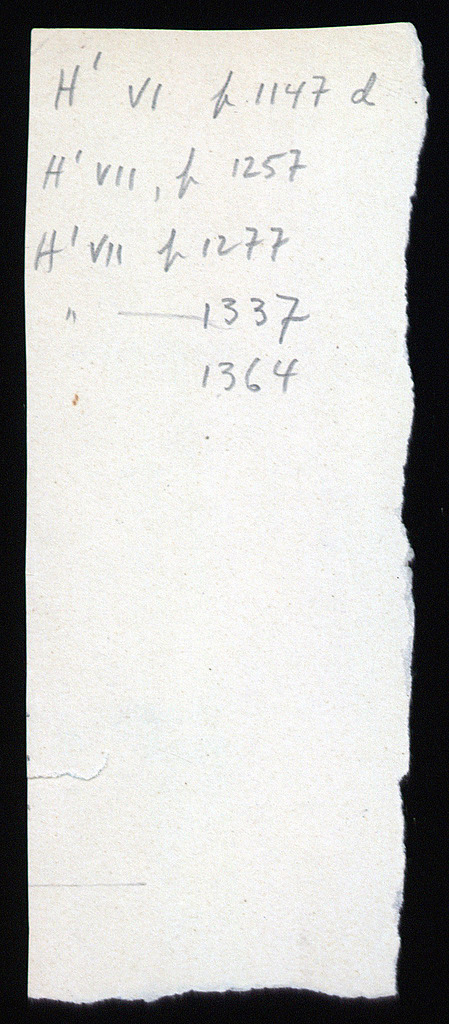 H' VI p 1147 d
H' VII, p 1257
H' VII p 1277
" — 1337
1364